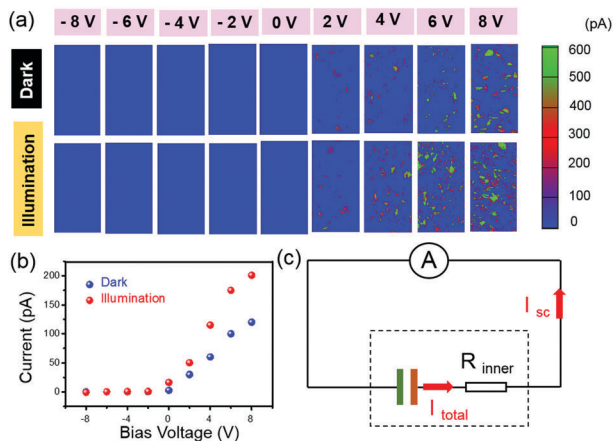 (a)
- 8 V
- 6 V
- 4 V
- 2 V
0 V
2 V
4 V
6 V
8 V
(pA)
Dark
Illumination
600
500
400
300
200
100
0
(b)
Dark
Illumination
Current (pA)
200
150
100
50
0
-8
-4
0
4
8
Bias Voltage (V)
(c)
A
I sc
R inner
I total